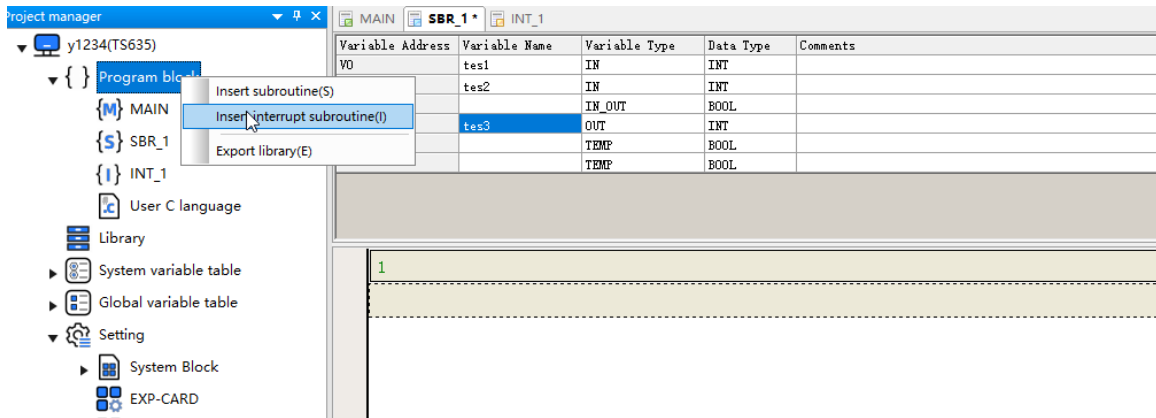 Project manager
y1234(TS635)
Program block
MAIN
SBR_1
INT_1
User C language
Library
System variable table
Global variable table
Setting
System Block
EXP-CARD
Insert subroutine(S)
Insert interrupt subroutine(I)
Export library(E)
MAIN SBR_1 * INT_1
Variable Address Variable Name Variable Type Data Type Comments
V0 tes1 IN INT
tes2 IN INT
IN_OUT BOOL
tes3 OUT INT
TEMP BOOL
TEMP BOOL
1